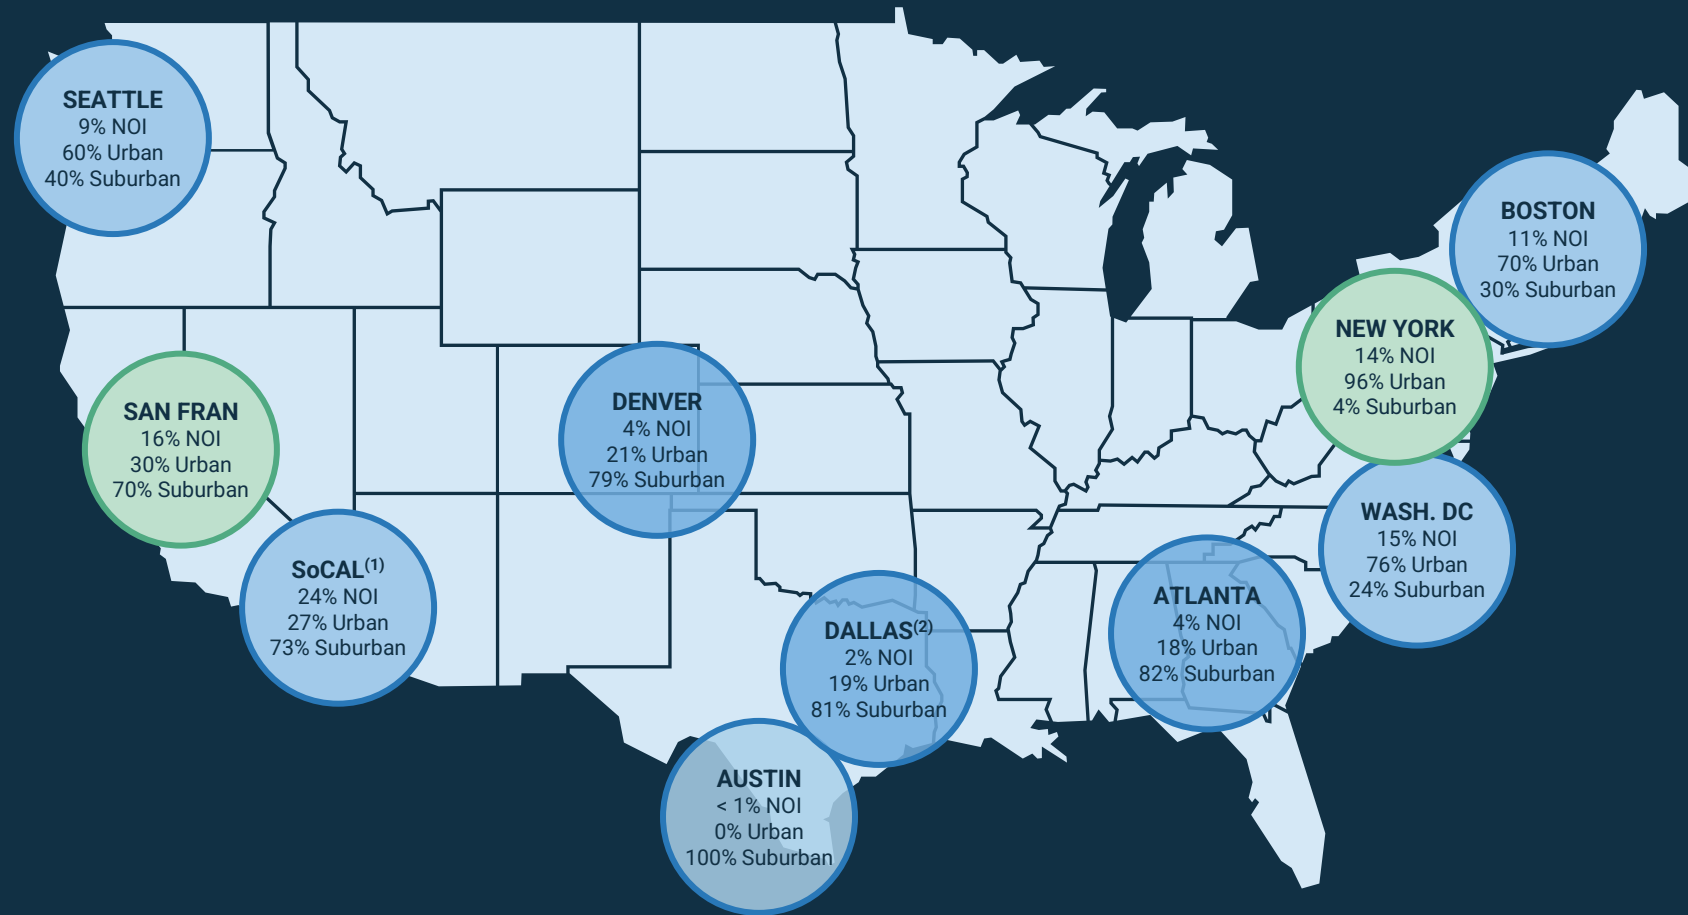 SEATTLE
9% NOI
60% Urban
40% Suburban
BOSTON
11% NOI
70% Urban
30% Suburban
NEW YORK
14% NOI
96% Urban
4% Suburban
SAN FRAN
16% NOI
30% Urban
70% Suburban
DENVER
4% NOI
21% Urban
79% Suburban
WASH. DC
15% NOI
76% Urban
24% Suburban
SoCAL(1)
24% NOI
27% Urban
73% Suburban
ATLANTA
4% NOI
18% Urban
82% Suburban
DALLAS(2)
2% NOI
19% Urban
81% Suburban
AUSTIN
< 1% NOI
0% Urban
100% Suburban